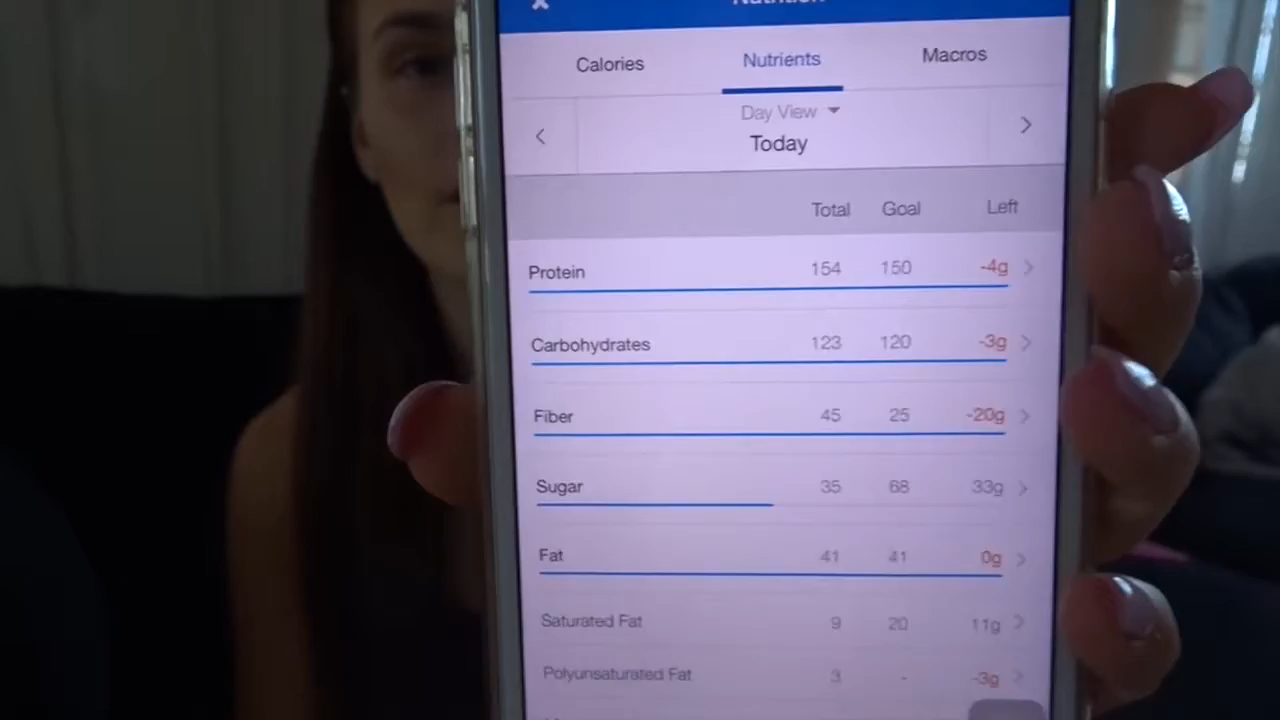 Nutrition
Calories Nutrients Macros
Day View
Today
Total Goal Left
Protein 154 150 -4g
Carbohydrates 123 120 -3g
Fiber 45 25 -20g
Sugar 35 68 33g
Fat 41 41 0g
Saturated Fat 9 20 11g
Polyunsaturated Fat 3 - -3g